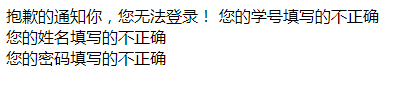 抱歉的通知你，您无法登录！ 您的学号填写的不正确
您的姓名填写的不正确
您的密码填写的不正确